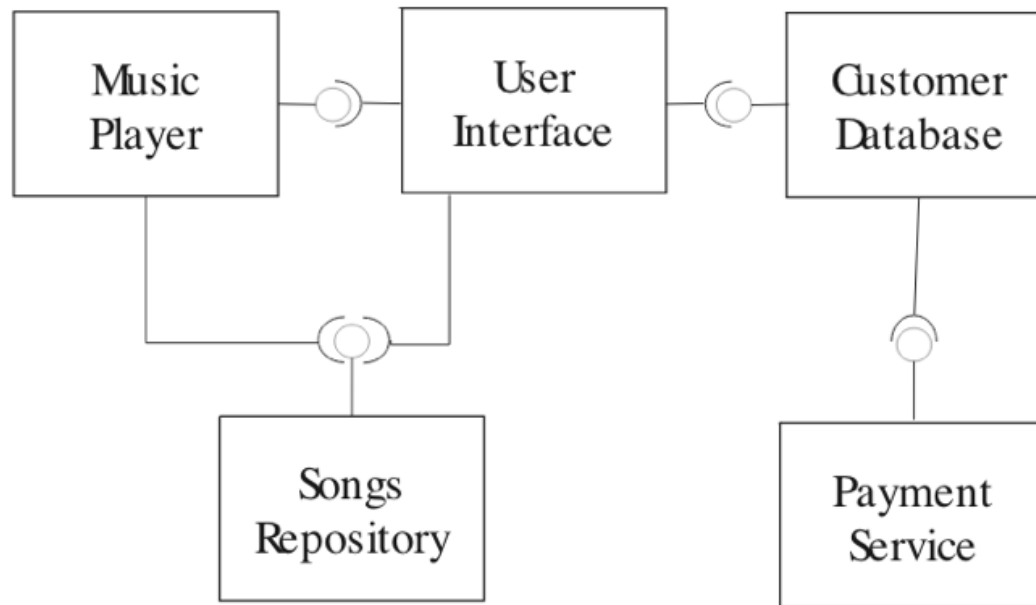 Music
Player
User
Interface
Customer
Database
Songs
Repository
Payment
Service